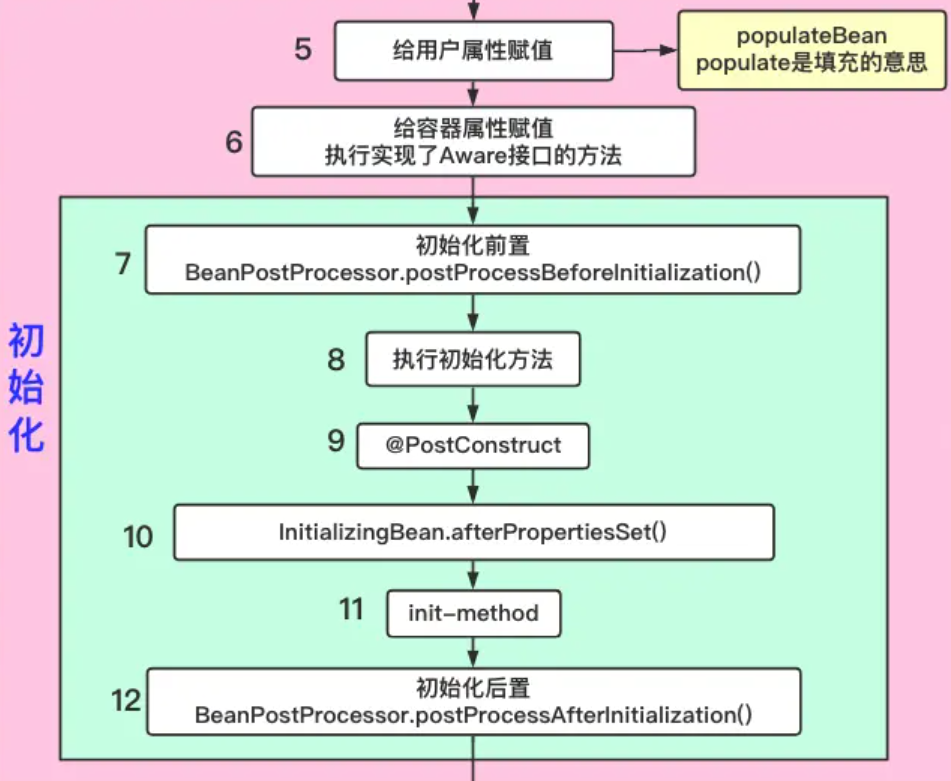 5
给用户属性赋值
populateBean
populate是填充的意思
6
给容器属性赋值
执行实现了Aware接口的方法
初始化
7
初始化前置
BeanPostProcessor.postProcessBeforeInitialization()
8
执行初始化方法
9
@PostConstruct
10
InitializingBean.afterPropertiesSet()
11
init-method
12
初始化后置
BeanPostProcessor.postProcessAfterInitialization()